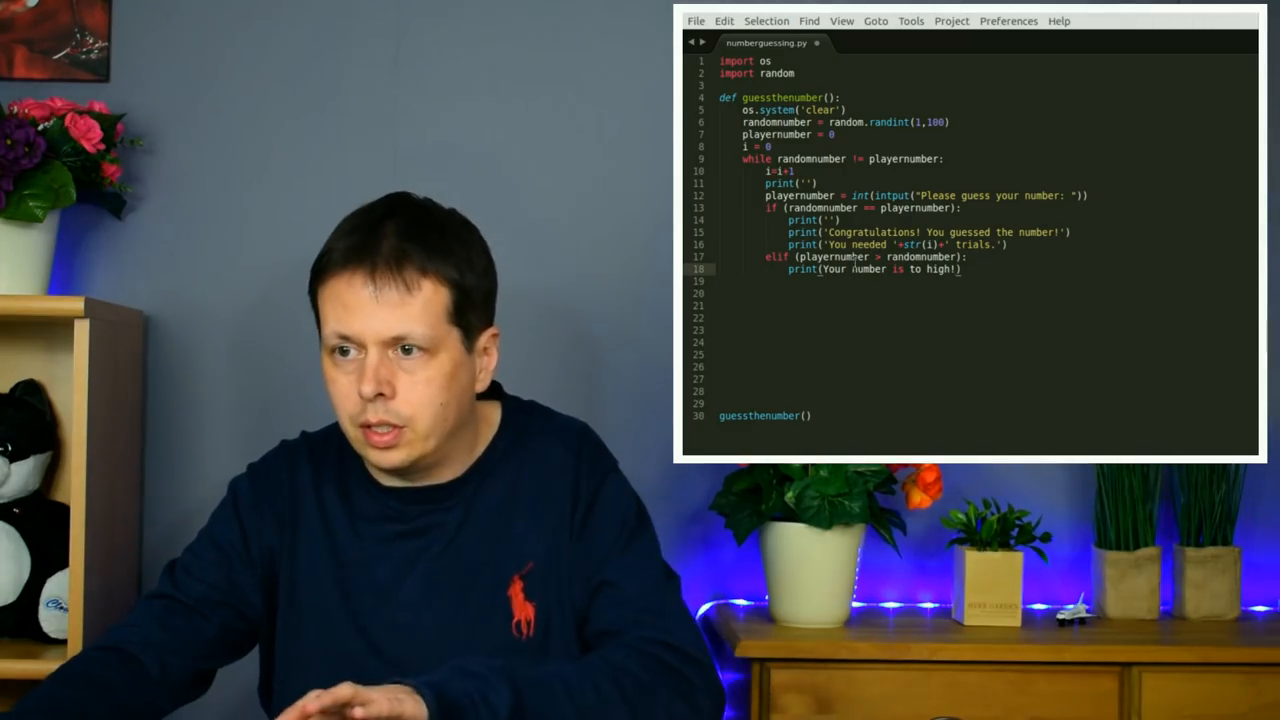 File Edit Selection Find View Goto Tools Project Preferences Help
numberguessing.py
1 import os
2 import random
3
4 def guessthenumber():
5 os.system('clear')
6 randomnumber = random.randint(1,100)
7 playernumber = 0
8 i = 0
9 while randomnumber != playernumber:
10 i=i+1
11 print('')
12 playernumber = int(intput("Please guess your number: "))
13 if (randomnumber == playernumber):
14 print('')
15 print('Congratulations! You guessed the number!')
16 print('You needed '+str(i)+' trials.')
17 elif (playernumber > randomnumber):
18 print(Your number is to high!)
19
20
21
22
23
24
25
26
27
28
29
30 guessthenumber()